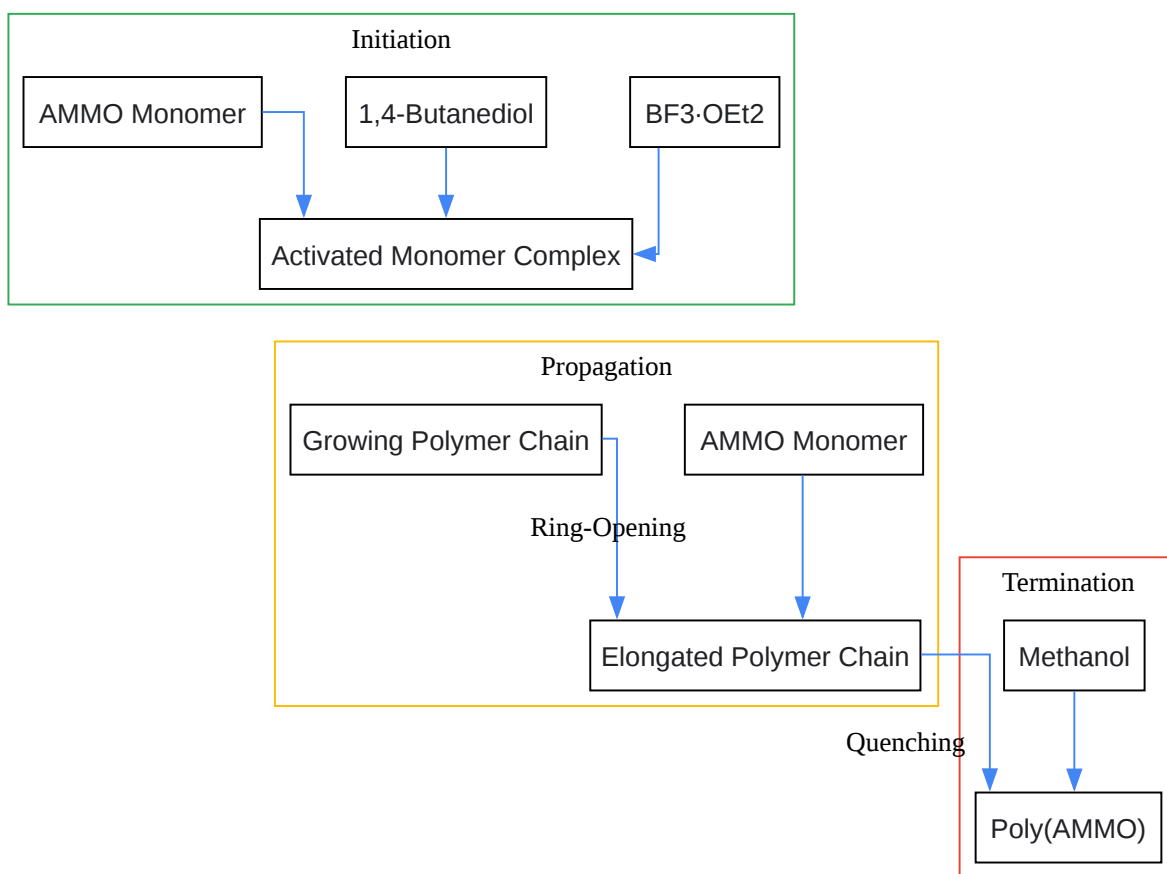 Initiation
AMMO Monomer
1,4-Butanediol
BF3·OEt2
Activated Monomer Complex
Propagation
Growing Polymer Chain
AMMO Monomer
Ring-Opening
Elongated Polymer Chain
Termination
Methanol
Quenching
Poly(AMMO)